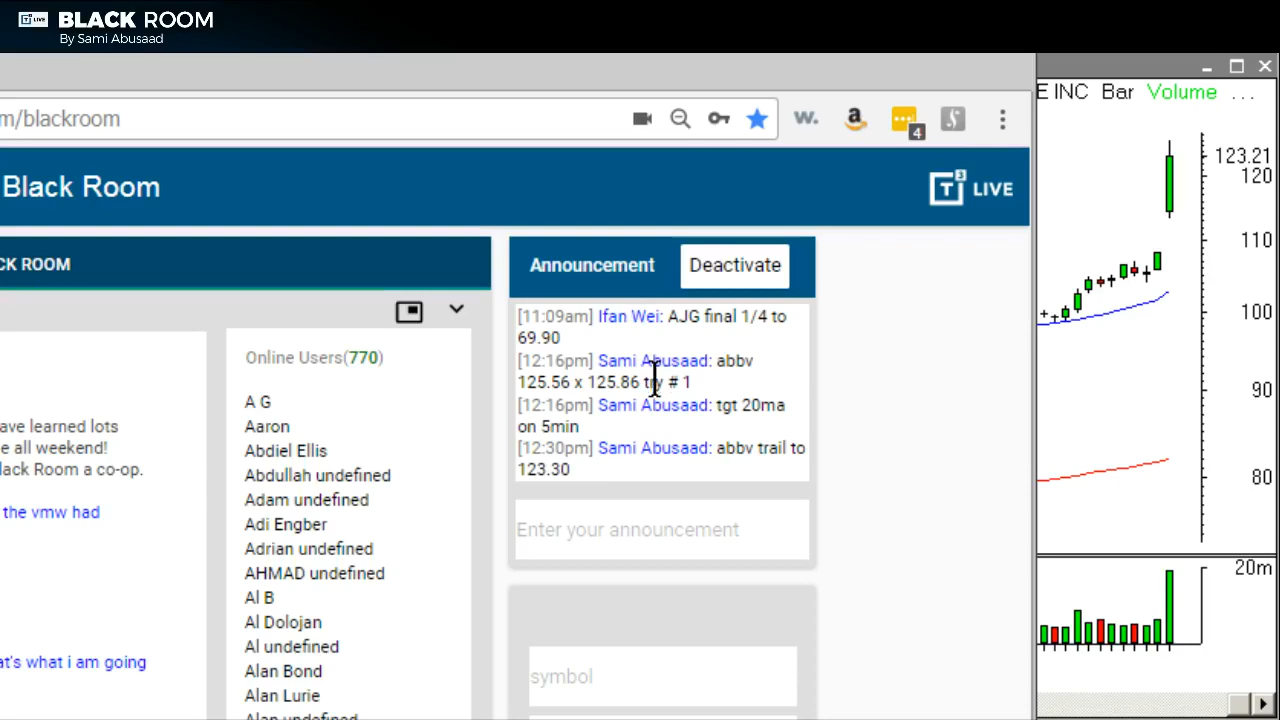 T3 LIVE BLACK ROOM
By Sami Abusaad
m/blackroom
w.
a
4
Black Room
T3 LIVE
CK ROOM
Online Users(770)
A G
Aaron
Abdiel Ellis
Abdullah undefined
Adam undefined
Adi Engber
Adrian undefined
AHMAD undefined
Al B
Al Dolojan
Al undefined
Alan Bond
Alan Lurie
Alan undefined
ave learned lots
e all weekend!
lack Room a co-op.
the vmw had
at's what i am going
Announcement Deactivate
[11:09am] Ifan Wei: AJG final 1/4 to
69.90
[12:16pm] Sami Abusaad: abbv
125.56 x 125.86 try # 1
[12:16pm] Sami Abusaad: tgt 20ma
on 5min
[12:30pm] Sami Abusaad: abbv trail to
123.30
Enter your announcement
symbol
E INC Bar Volume ...
123.21
120
110
100
90
80
20m